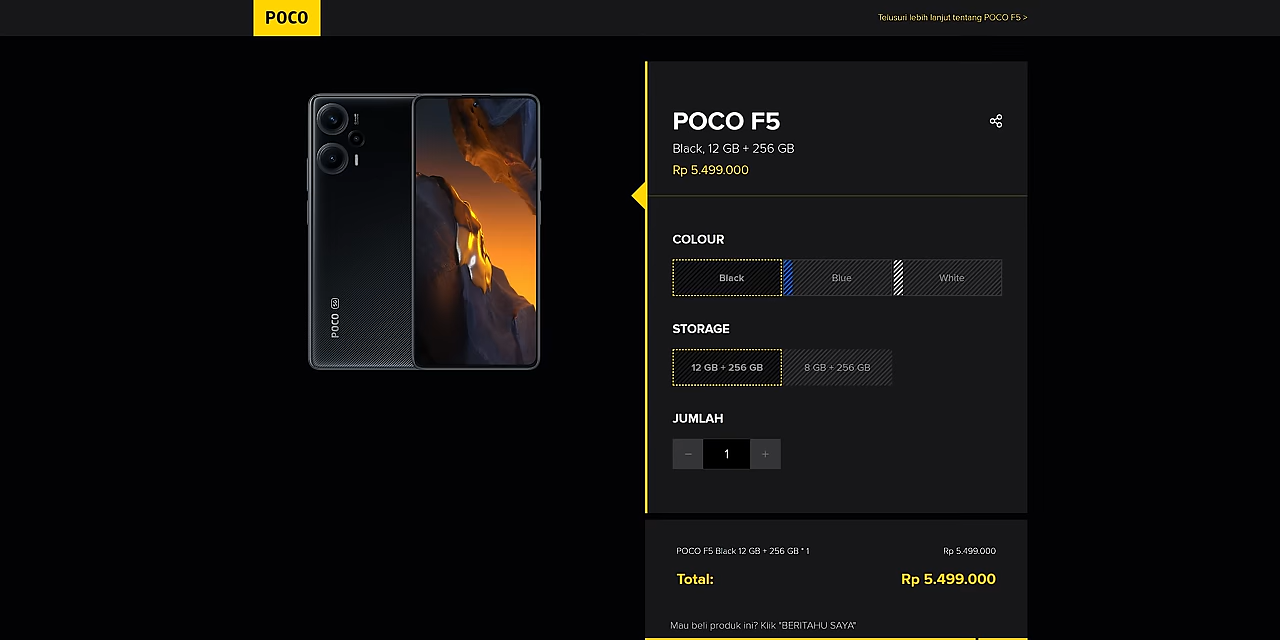 POCO
Telusuri lebih lanjut tentang POCO F5 >
POCO 5G
POCO F5
Black, 12 GB + 256 GB
Rp 5.499.000
COLOUR
Black
Blue
White
STORAGE
12 GB + 256 GB
8 GB + 256 GB
JUMLAH
− 1 +
POCO F5 Black 12 GB + 256 GB * 1
Rp 5.499.000
Total:
Rp 5.499.000
Mau beli produk ini? Klik "BERITAHU SAYA"